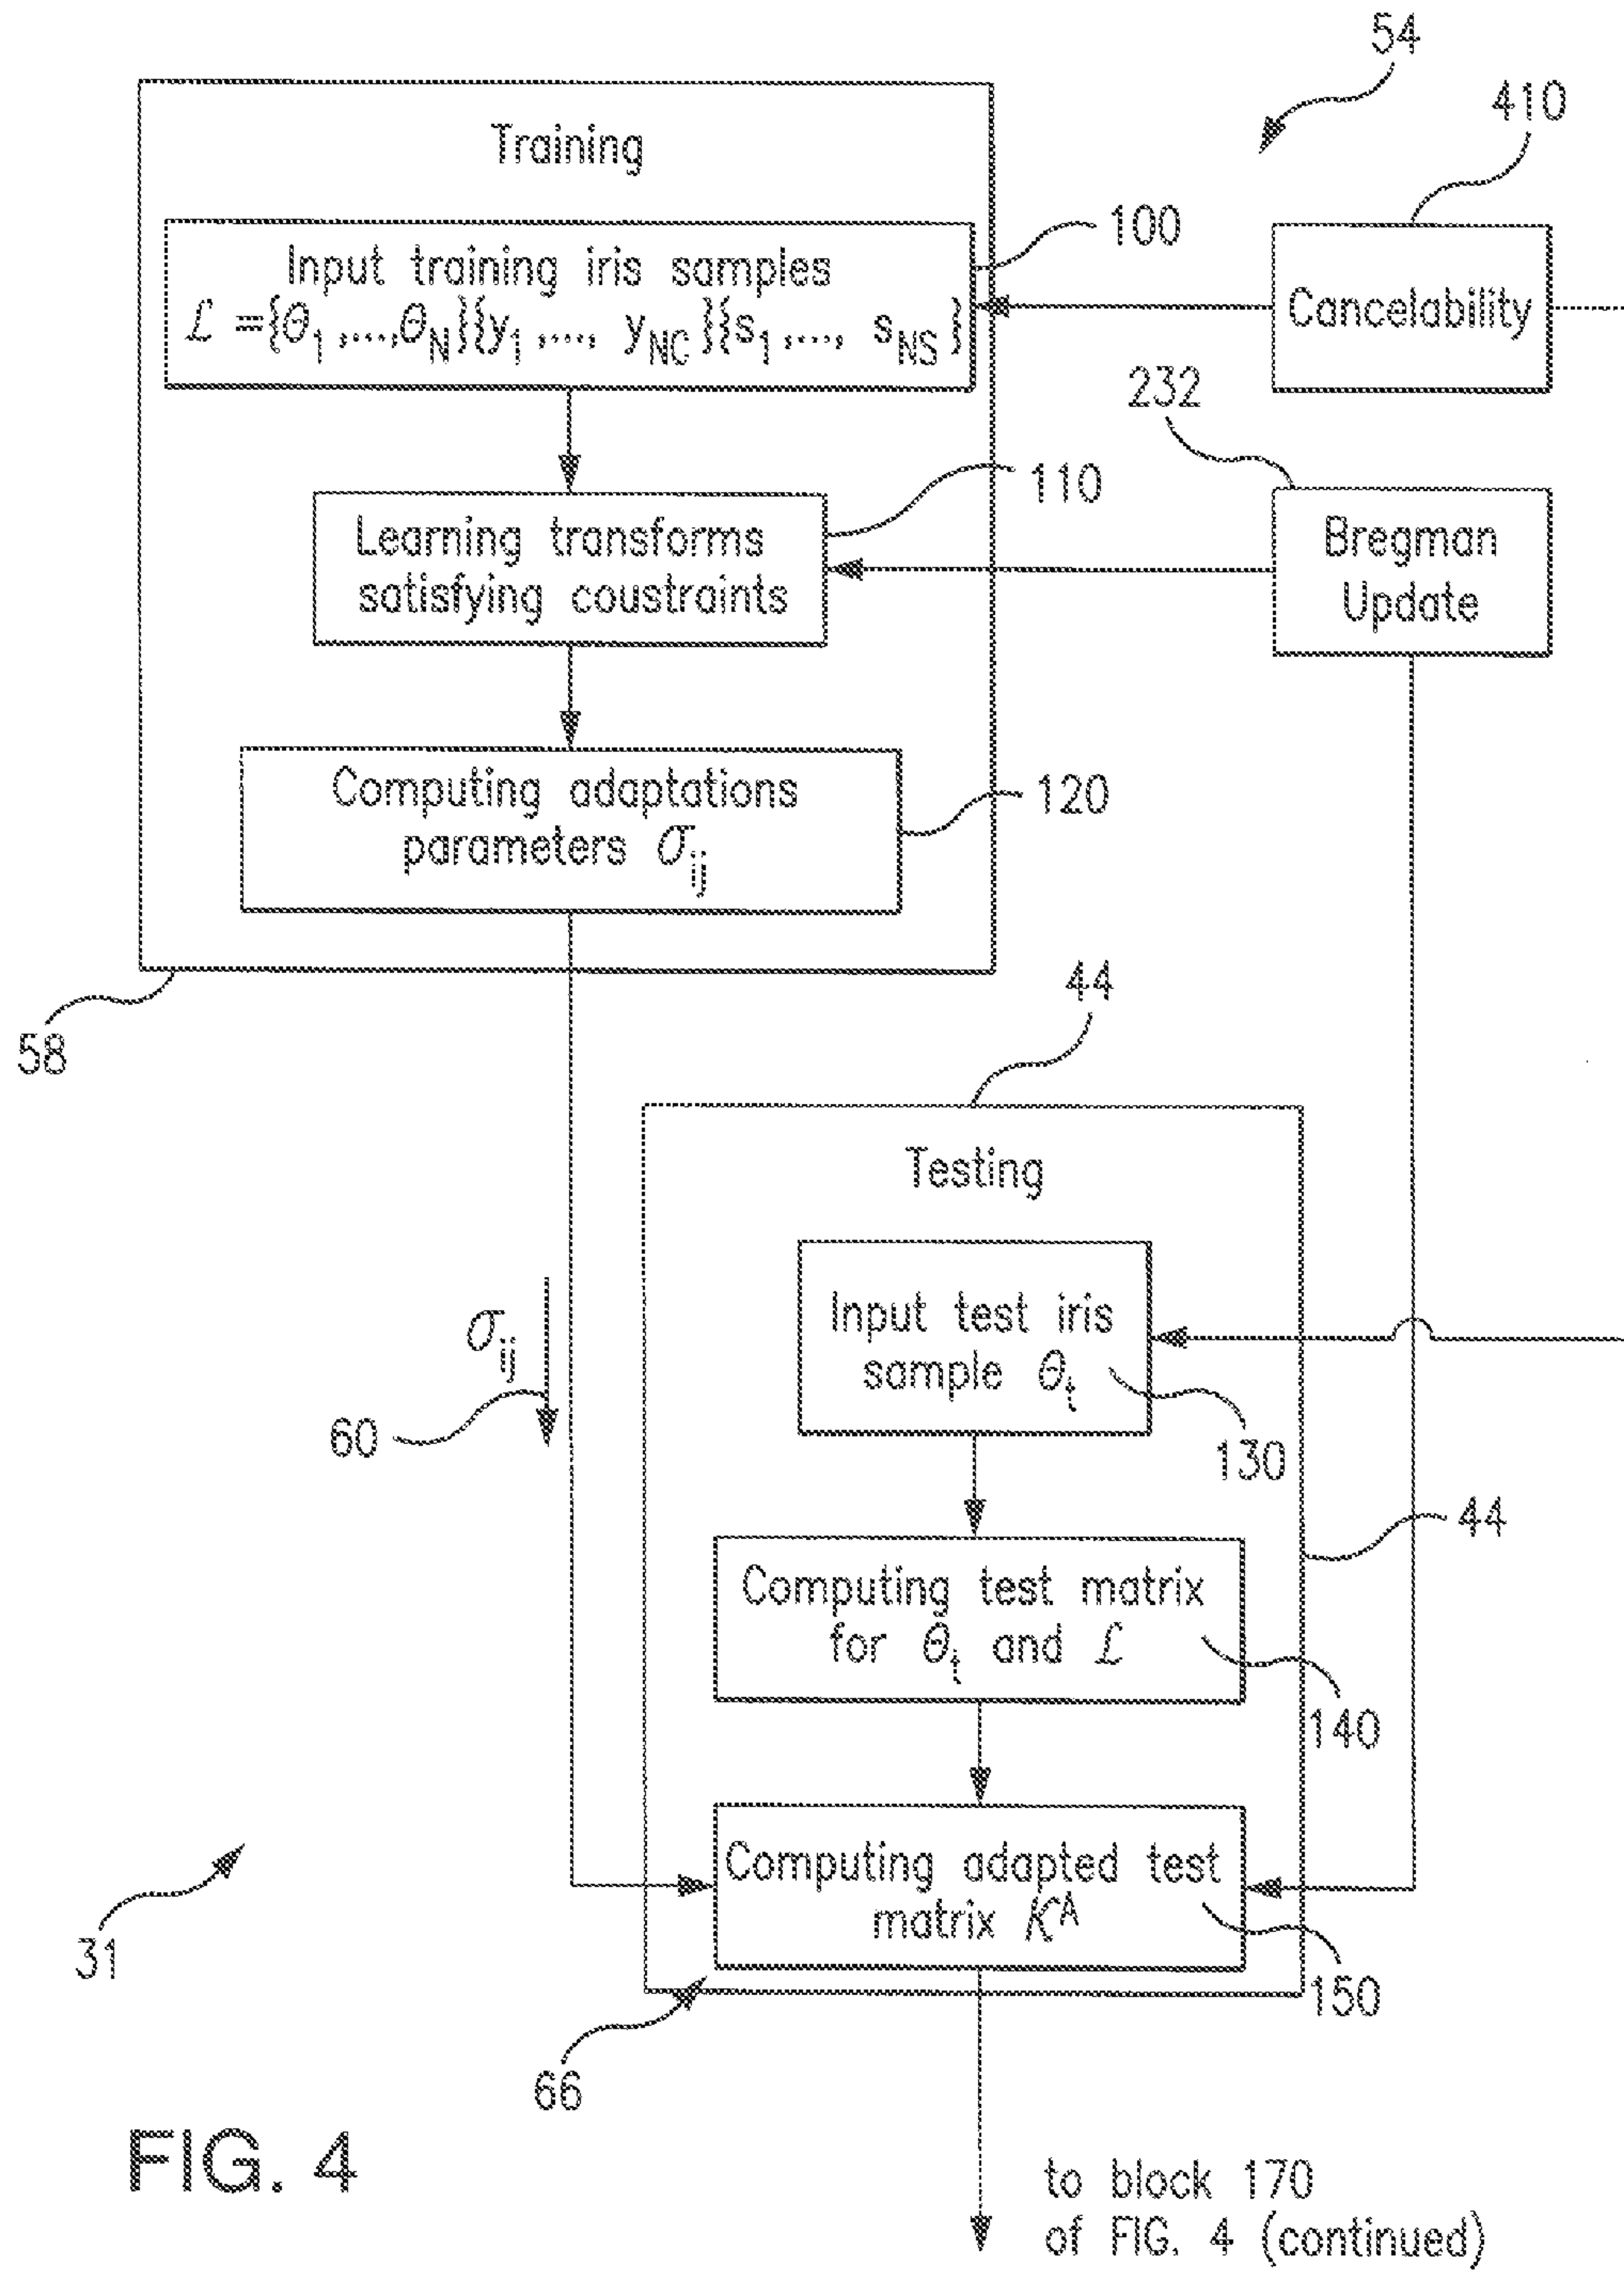 54
410
Training
100
Input training iris samples
ℒ ={θ1 ,...,θN}{y1 ,..., yNC}{s1 ,..., sNS}
Cancelability
232
110
Learning transforms
satisfying coustraints
Bregman
Update
Computing adaptations
parameters σij
120
58
44
Testing
Input test iris
sample θt
σij
60
130
44
Computing test matrix
for θt and ℒ
140
Computing adapted test
matrix KA
31
150
66
FIG. 4
to block 170
of FIG. 4 (continued)